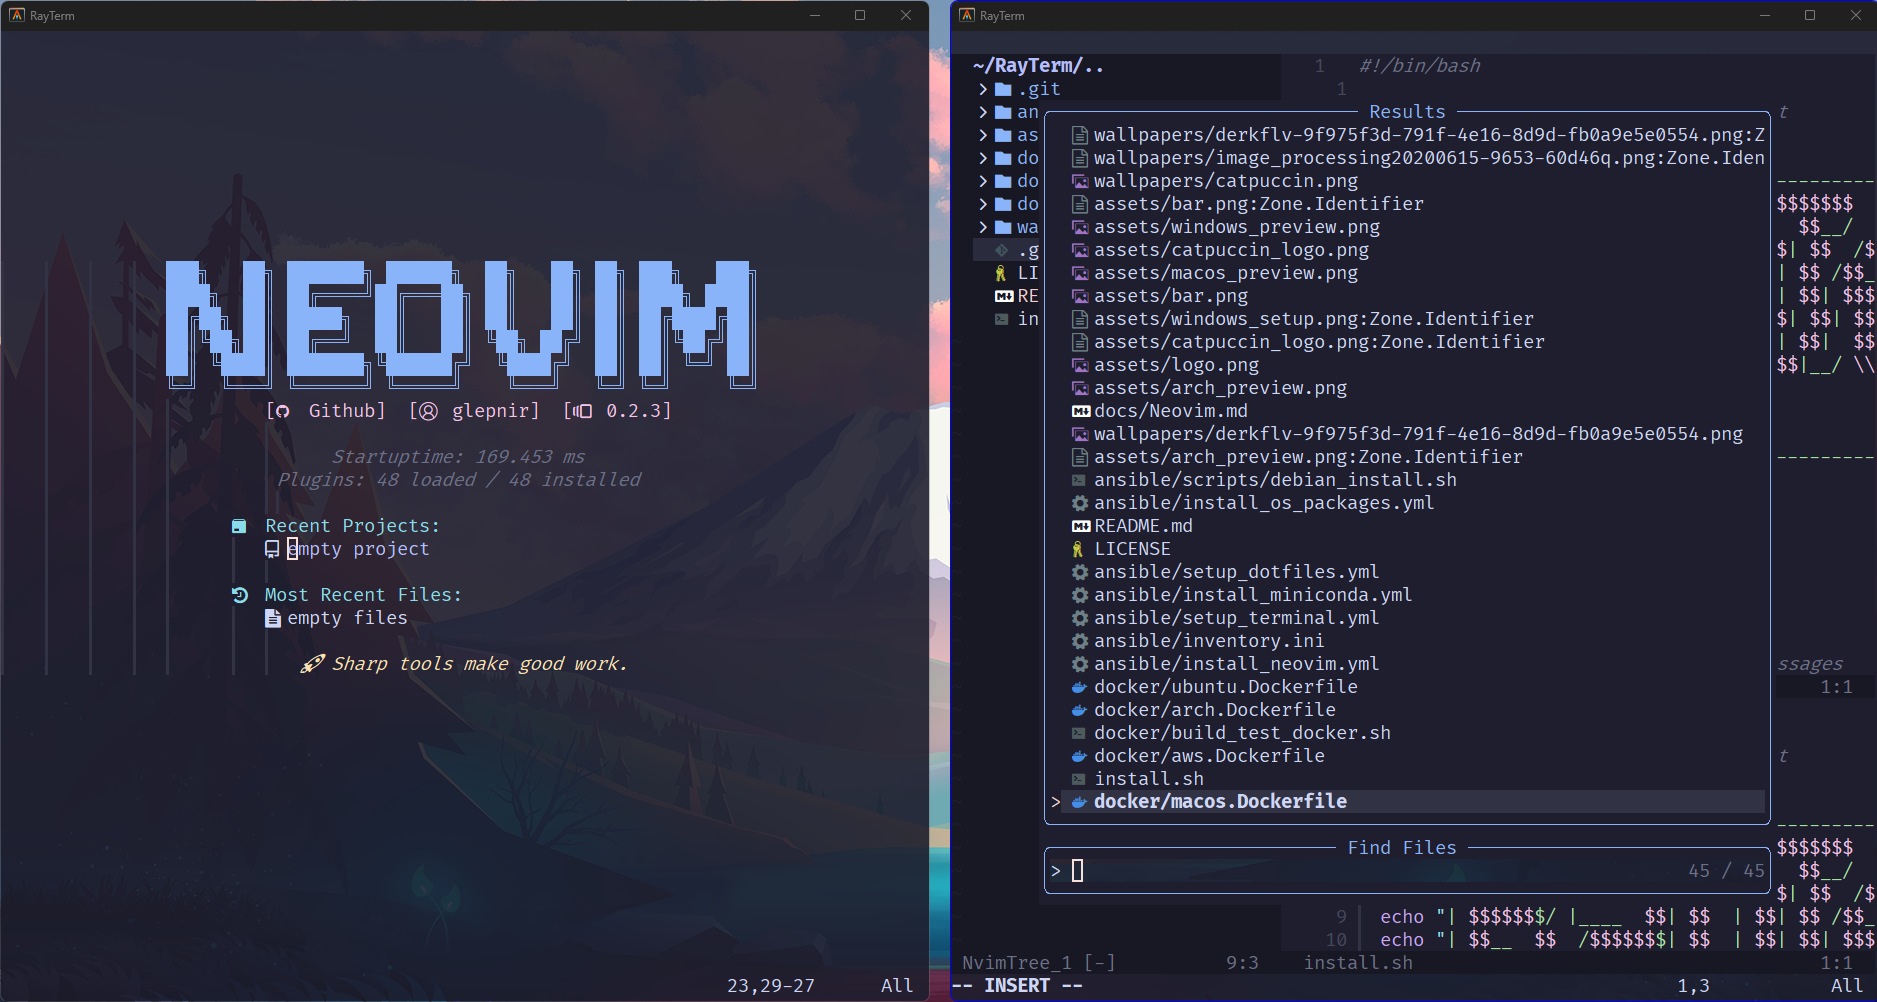 RayTerm
NEOVIM
[ Github] [ glepnir] [ 0.2.3]
Startuptime: 169.453 ms
Plugins: 48 loaded / 48 installed
Recent Projects:
empty project
Most Recent Files:
empty files
Sharp tools make good work.
23,29-27 All
RayTerm
~/RayTerm/..
1 #!/bin/bash
.git
1
an
as
do
do
do
wa
.g
LI
RE
in
Results
wallpapers/derkflv-9f975f3d-791f-4e16-8d9d-fb0a9e5e0554.png:Z
wallpapers/image_processing20200615-9653-60d46q.png:Zone.Iden
wallpapers/catpuccin.png
assets/bar.png:Zone.Identifier
assets/windows_preview.png
assets/catpuccin_logo.png
assets/macos_preview.png
assets/bar.png
assets/windows_setup.png:Zone.Identifier
assets/catpuccin_logo.png:Zone.Identifier
assets/logo.png
assets/arch_preview.png
docs/Neovim.md
wallpapers/derkflv-9f975f3d-791f-4e16-8d9d-fb0a9e5e0554.png
assets/arch_preview.png:Zone.Identifier
ansible/scripts/debian_install.sh
ansible/install_os_packages.yml
README.md
LICENSE
ansible/setup_dotfiles.yml
ansible/install_miniconda.yml
ansible/setup_terminal.yml
ansible/inventory.ini
ansible/install_neovim.yml
docker/ubuntu.Dockerfile
docker/arch.Dockerfile
docker/build_test_docker.sh
docker/aws.Dockerfile
install.sh
> docker/macos.Dockerfile
Find Files
> 45 / 45
t
---------
$$$$$$$
$$__/
$| $$  /$
| $$ /$$_
| $$| $$$
$| $$| $$
| $$|  $$
$$|__/ \\
---------
ssages
1:1
t
---------
$$$$$$$
$$__/
$| $$  /$
9 echo "| $$$$$$$/ |____  $$| $$  | $$| $$ /$$_
10 echo "| $$__  $$  /$$$$$$$| $$  | $$| $$| $$$
NvimTree_1 [-] 9:3 install.sh 1:1
-- INSERT -- 1,3 All